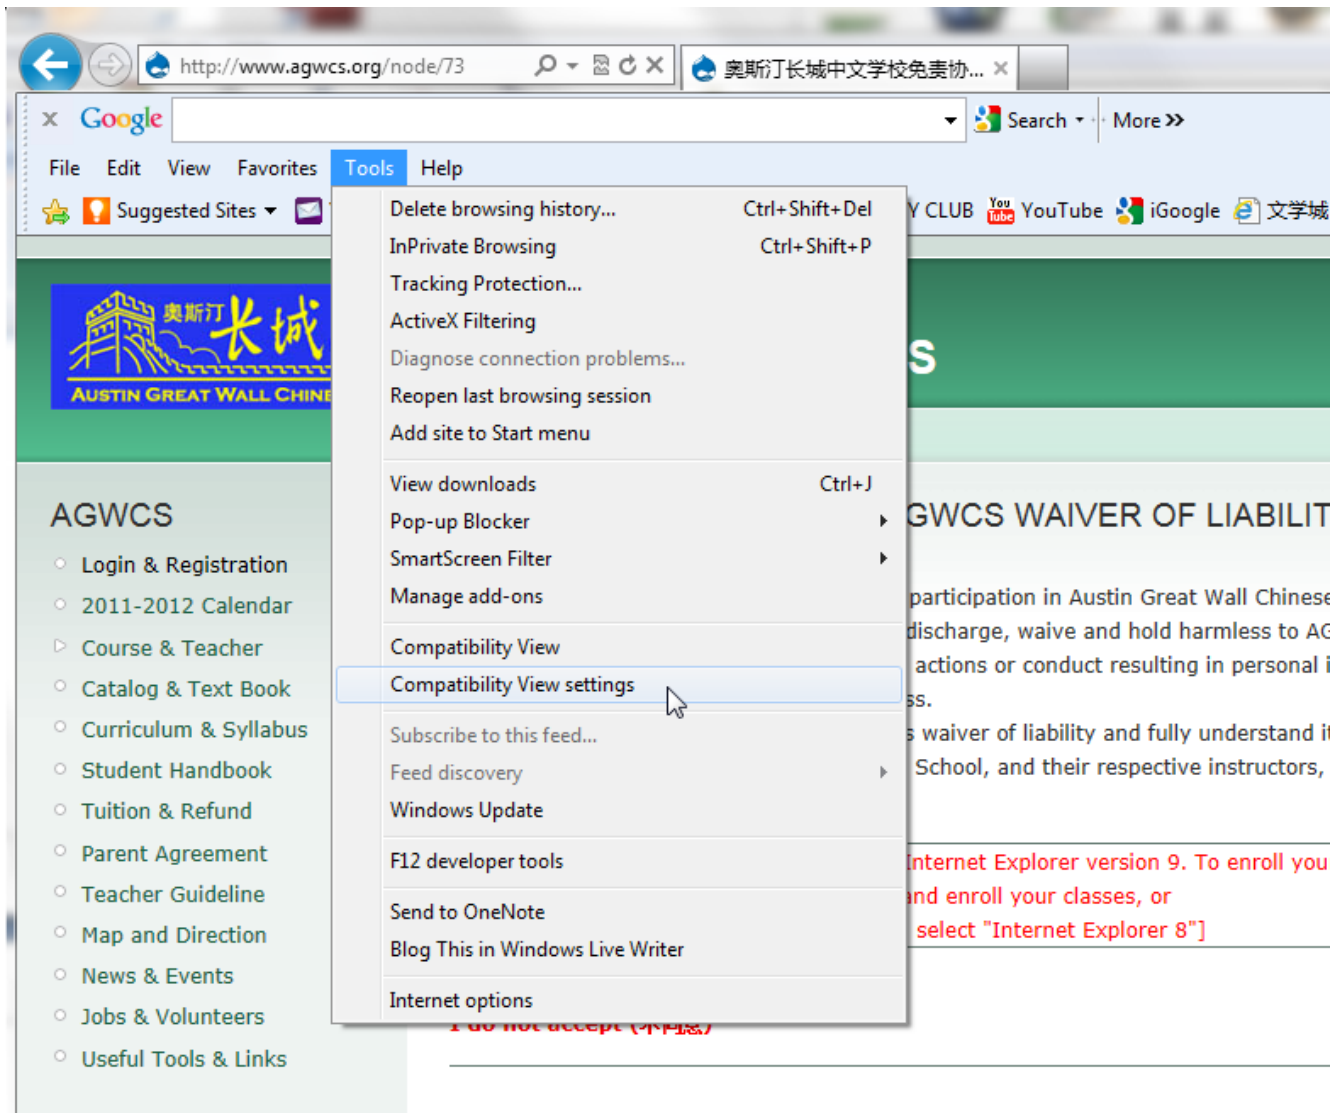 http://www.agwcs.org/node/73
奥斯汀长城中文学校免责协...
Google
Search
More
File Edit View Favorites Tools Help
Suggested Sites
Y CLUB YouTube iGoogle 文学城
Delete browsing history... Ctrl+Shift+Del
InPrivate Browsing Ctrl+Shift+P
Tracking Protection...
ActiveX Filtering
Diagnose connection problems...
Reopen last browsing session
Add site to Start menu
View downloads Ctrl+J
Pop-up Blocker
SmartScreen Filter
Manage add-ons
Compatibility View
Compatibility View settings
Subscribe to this feed...
Feed discovery
Windows Update
F12 developer tools
Send to OneNote
Blog This in Windows Live Writer
Internet options
奥斯汀 长城
AUSTIN GREAT WALL CHINE
S
AGWCS
Login & Registration
2011-2012 Calendar
Course & Teacher
Catalog & Text Book
Curriculum & Syllabus
Student Handbook
Tuition & Refund
Parent Agreement
Teacher Guideline
Map and Direction
News & Events
Jobs & Volunteers
Useful Tools & Links
GWCS WAIVER OF LIABILIT
participation in Austin Great Wall Chinese
discharge, waive and hold harmless to AG
actions or conduct resulting in personal i
ss.
s waiver of liability and fully understand it
School, and their respective instructors,
Internet Explorer version 9. To enroll you
and enroll your classes, or
select "Internet Explorer 8"]
I do not accept (不同意)